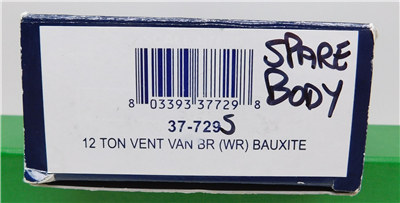 SPARE
BODY
8 03393 37729 8
37-729S
12 TON VENT VAN BR (WR) BAUXITE